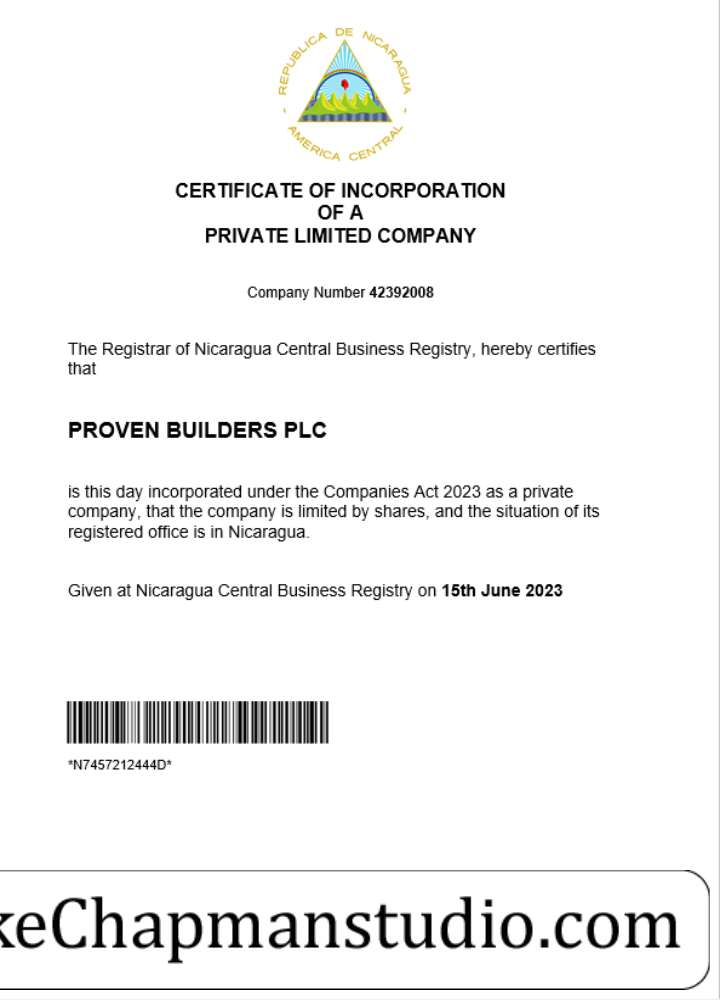 REPUBLICA DE NICARAGUA
- AMERICA CENTRAL -
CERTIFICATE OF INCORPORATION
OF A
PRIVATE LIMITED COMPANY
Company Number 42392008
The Registrar of Nicaragua Central Business Registry, hereby certifies
that
PROVEN BUILDERS PLC
is this day incorporated under the Companies Act 2023 as a private
company, that the company is limited by shares, and the situation of its
registered office is in Nicaragua.
Given at Nicaragua Central Business Registry on 15th June 2023
*N7457212444D*
keChapmanstudio.com